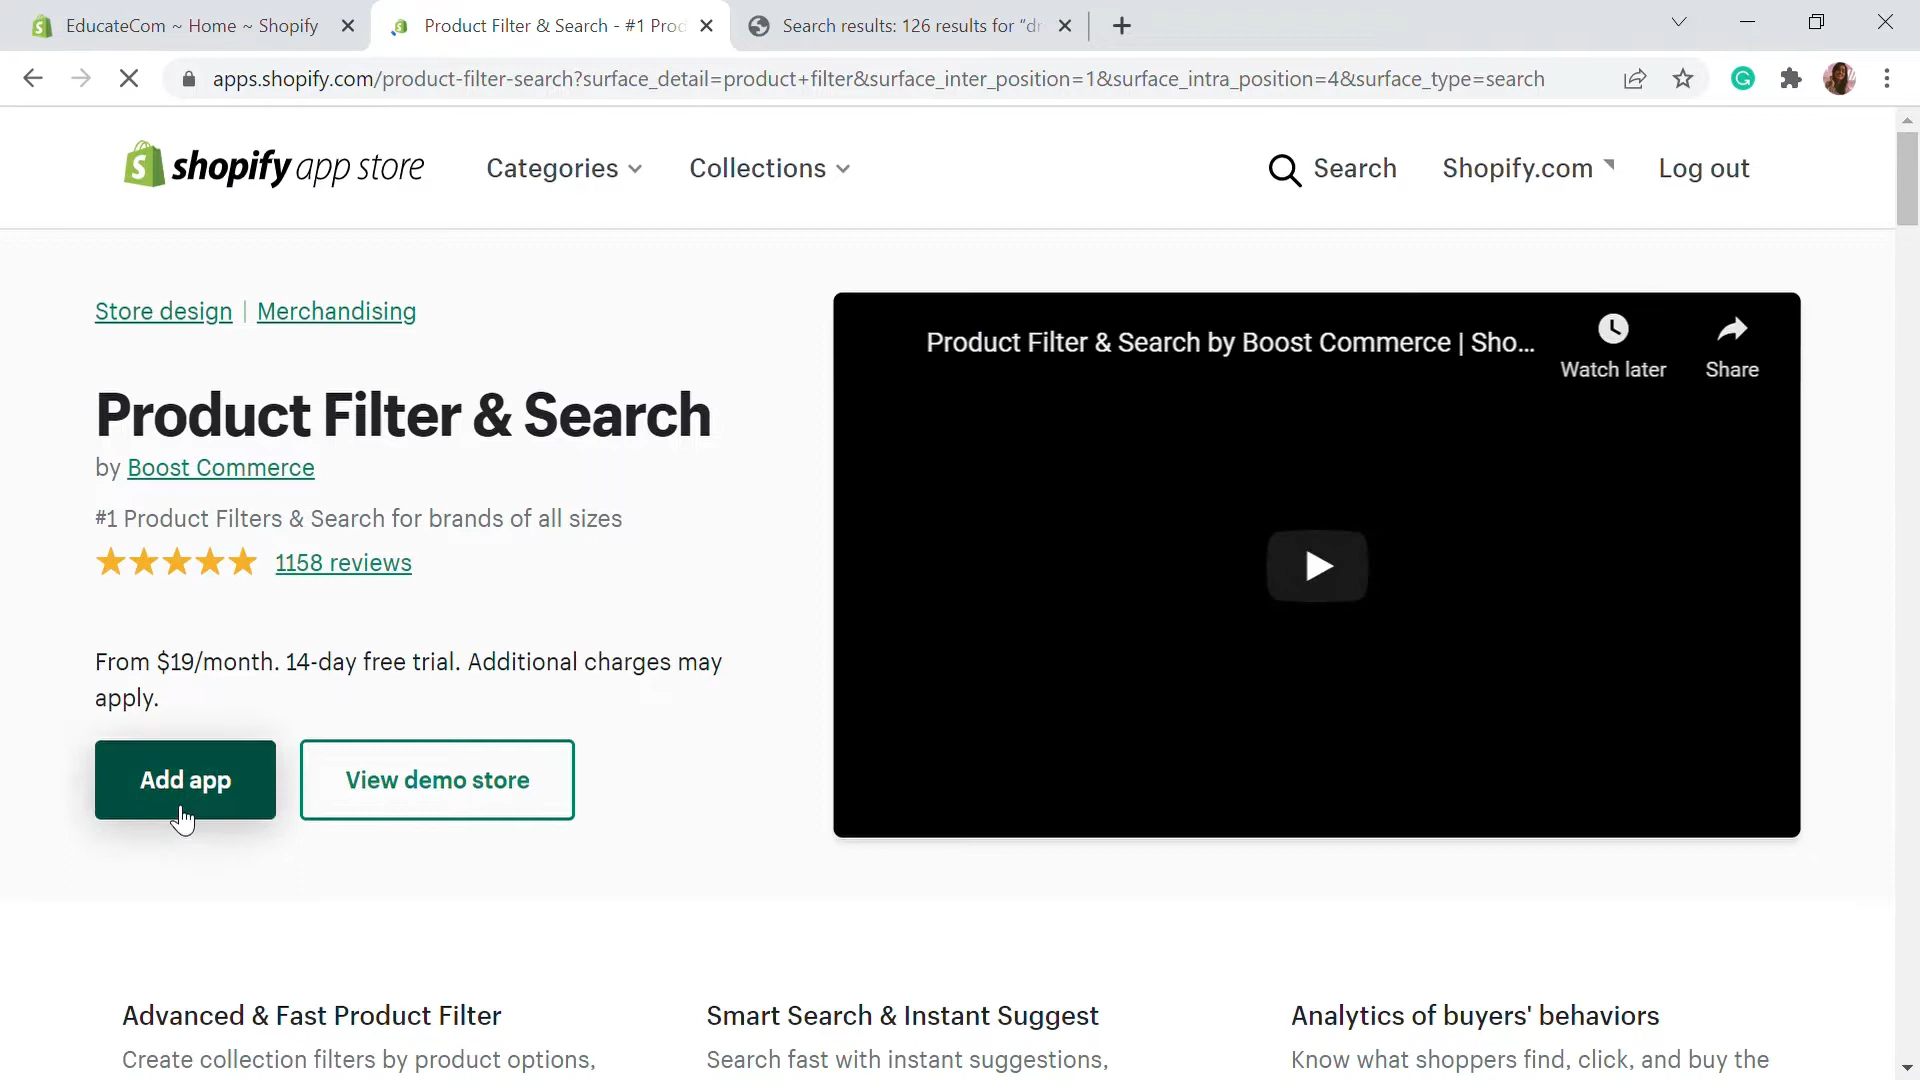 EducateCom ~ Home ~ Shopify
Product Filter & Search - #1 Prod
Search results: 126 results for "dr
apps.shopify.com/product-filter-search?surface_detail=product+filter&surface_inter_position=1&surface_intra_position=4&surface_type=search
shopify app store
Categories
Collections
Search
Shopify.com
Log out
Store design | Merchandising
Product Filter & Search
by Boost Commerce
#1 Product Filters & Search for brands of all sizes
1158 reviews
From $19/month. 14-day free trial. Additional charges may
apply.
Add app
View demo store
Product Filter & Search by Boost Commerce | Sho...
Watch later
Share
Advanced & Fast Product Filter
Create collection filters by product options,
Smart Search & Instant Suggest
Search fast with instant suggestions,
Analytics of buyers' behaviors
Know what shoppers find, click, and buy the